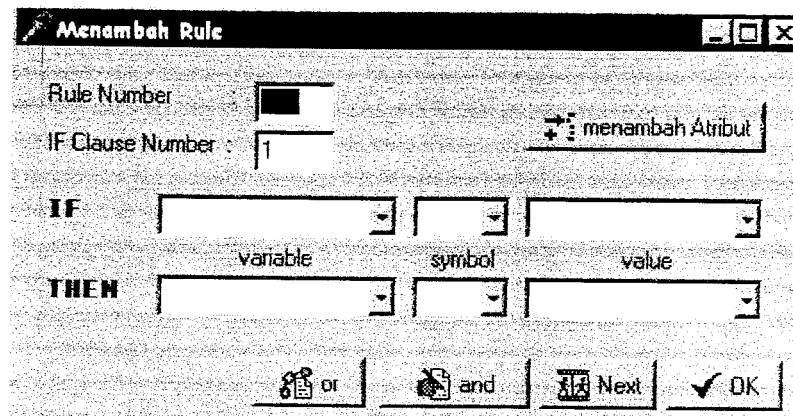 Menambah Rule
Rule Number :
IF Clause Number : 1
menambah Atribut
IF
variable symbol value
THEN
or and Next OK